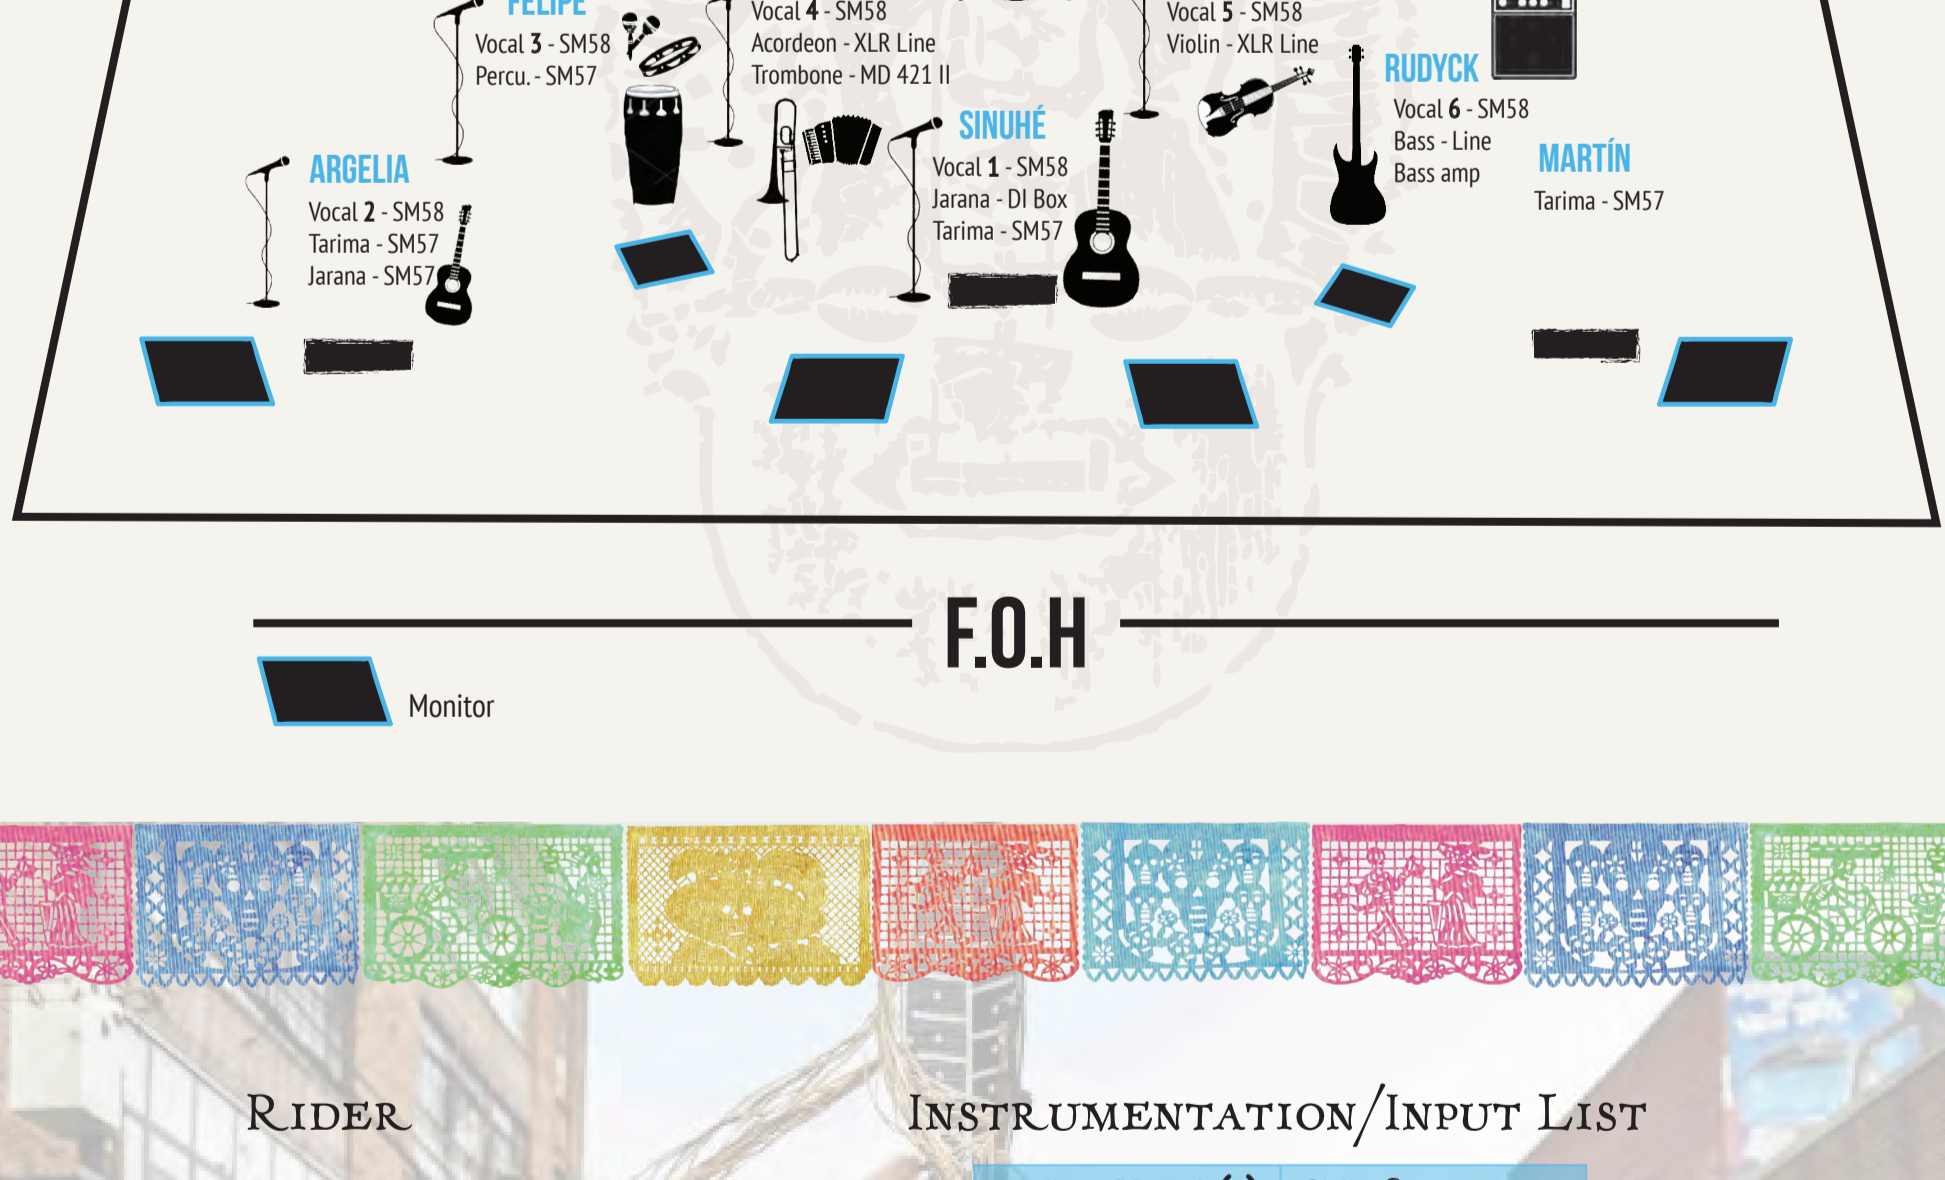 FELIPE
Vocal 3 - SM58
Percu. - SM57
Vocal 4 - SM58
Acordeon - XLR Line
Trombone - MD 421 II
Vocal 5 - SM58
Violin - XLR Line
RUDYCK
Vocal 6 - SM58
Bass - Line
Bass amp
SINUHÉ
Vocal 1 - SM58
Jarana - DI Box
Tarima - SM57
MARTÍN
Tarima - SM57
ARGELIA
Vocal 2 - SM58
Tarima - SM57
Jarana - SM57
F.O.H
Monitor
RIDER
INSTRUMENTATION/INPUT LIST